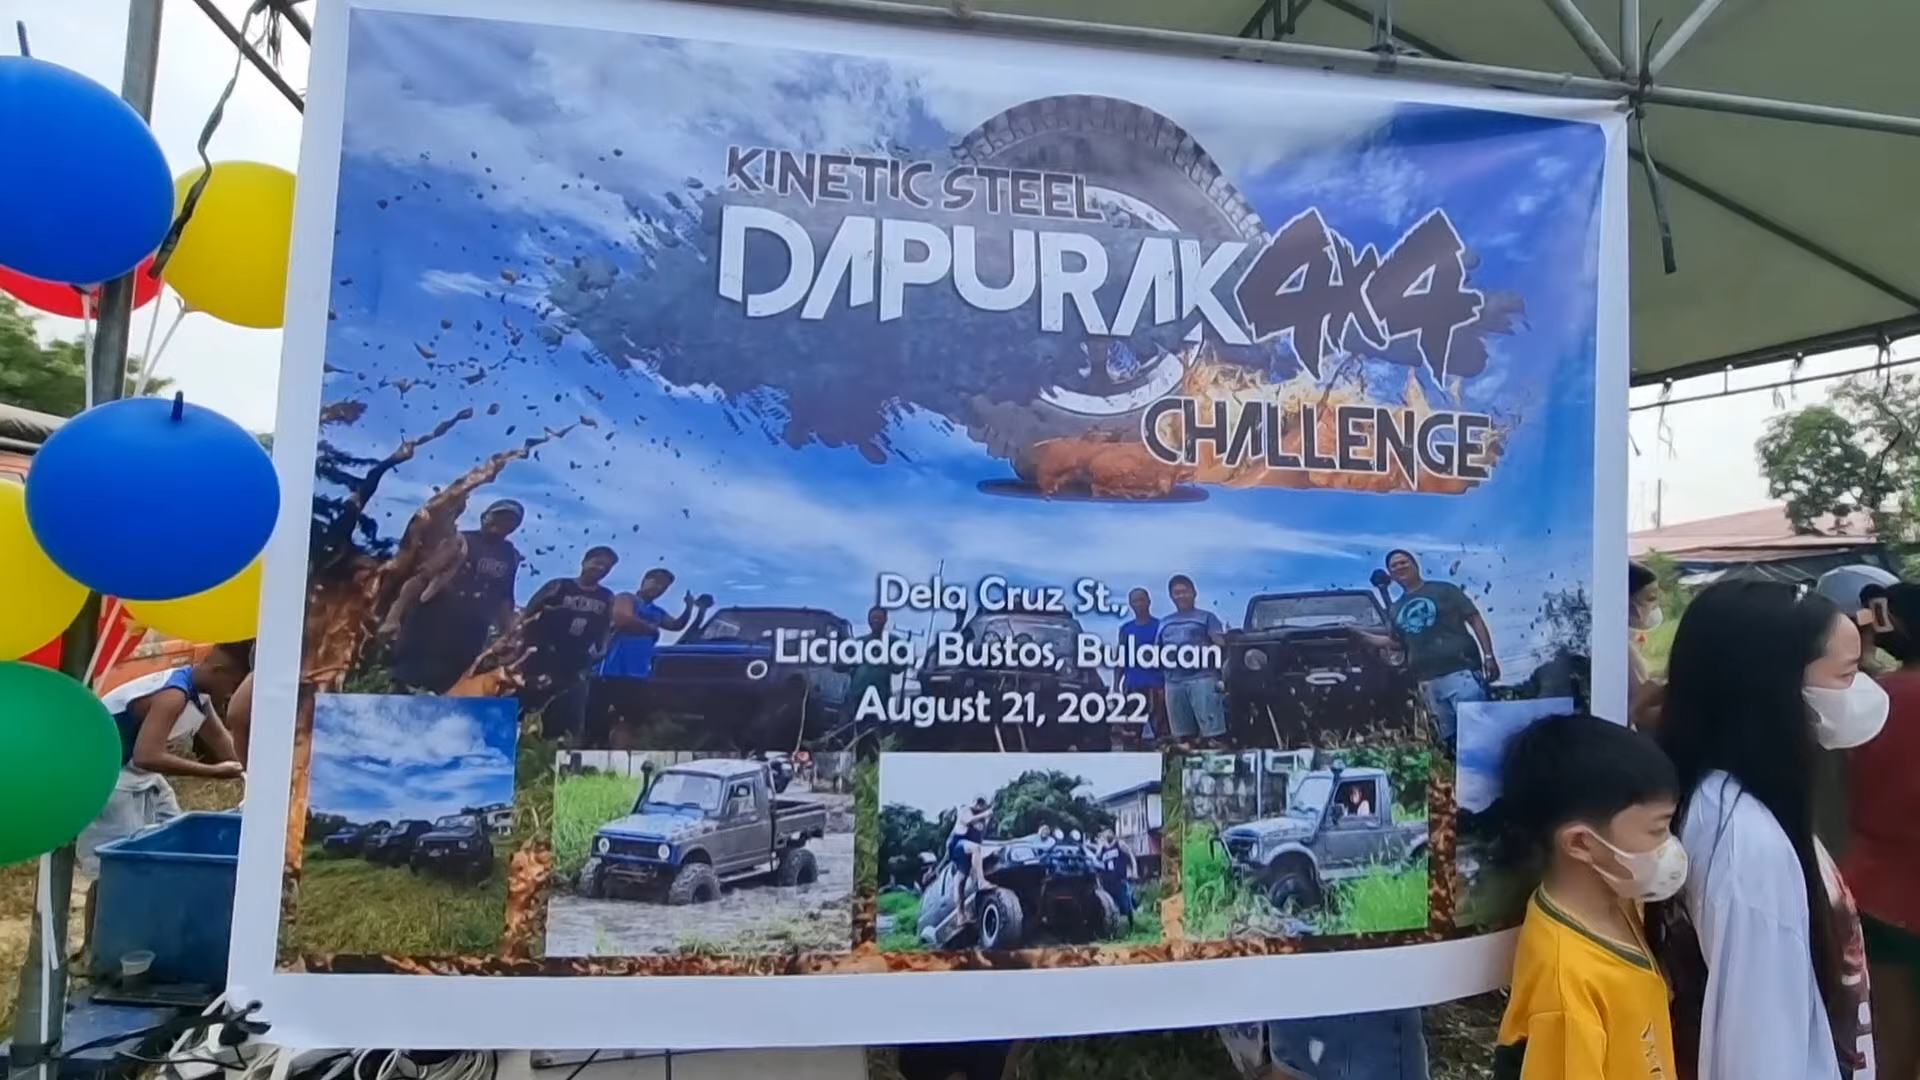 KINETIC STEEL
DAPURAK 4x4
CHALLENGE
Dela Cruz St.,
Liciada, Bustos, Bulacan
August 21, 2022